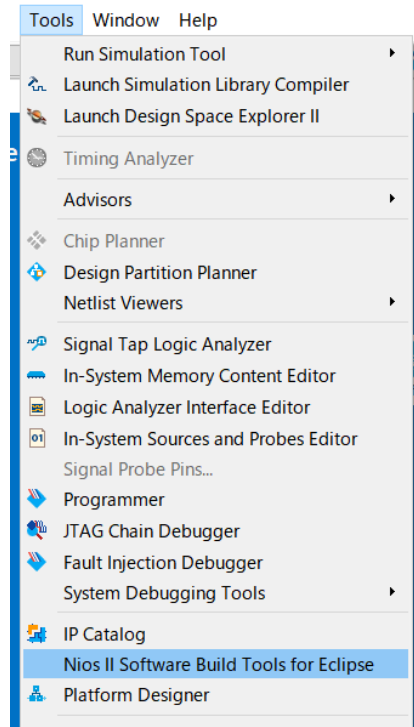 Tools Window Help
Run Simulation Tool
Launch Simulation Library Compiler
Launch Design Space Explorer II
Timing Analyzer
Advisors
Chip Planner
Design Partition Planner
Netlist Viewers
Signal Tap Logic Analyzer
In-System Memory Content Editor
Logic Analyzer Interface Editor
In-System Sources and Probes Editor
Signal Probe Pins...
Programmer
JTAG Chain Debugger
Fault Injection Debugger
System Debugging Tools
IP Catalog
Nios II Software Build Tools for Eclipse
Platform Designer